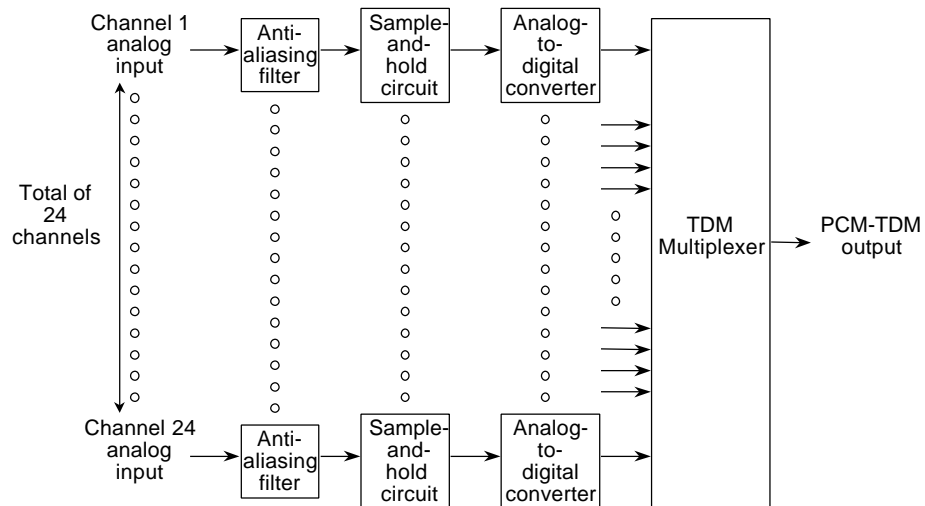 Channel 1
analog
input
Anti-
aliasing
filter
Sample-
and-
hold
circuit
Analog-
to-
digital
converter
Total of
24
channels
TDM
Multiplexer
PCM-TDM
output
Channel 24
analog
input
Anti-
aliasing
filter
Sample-
and-
hold
circuit
Analog-
to-
digital
converter